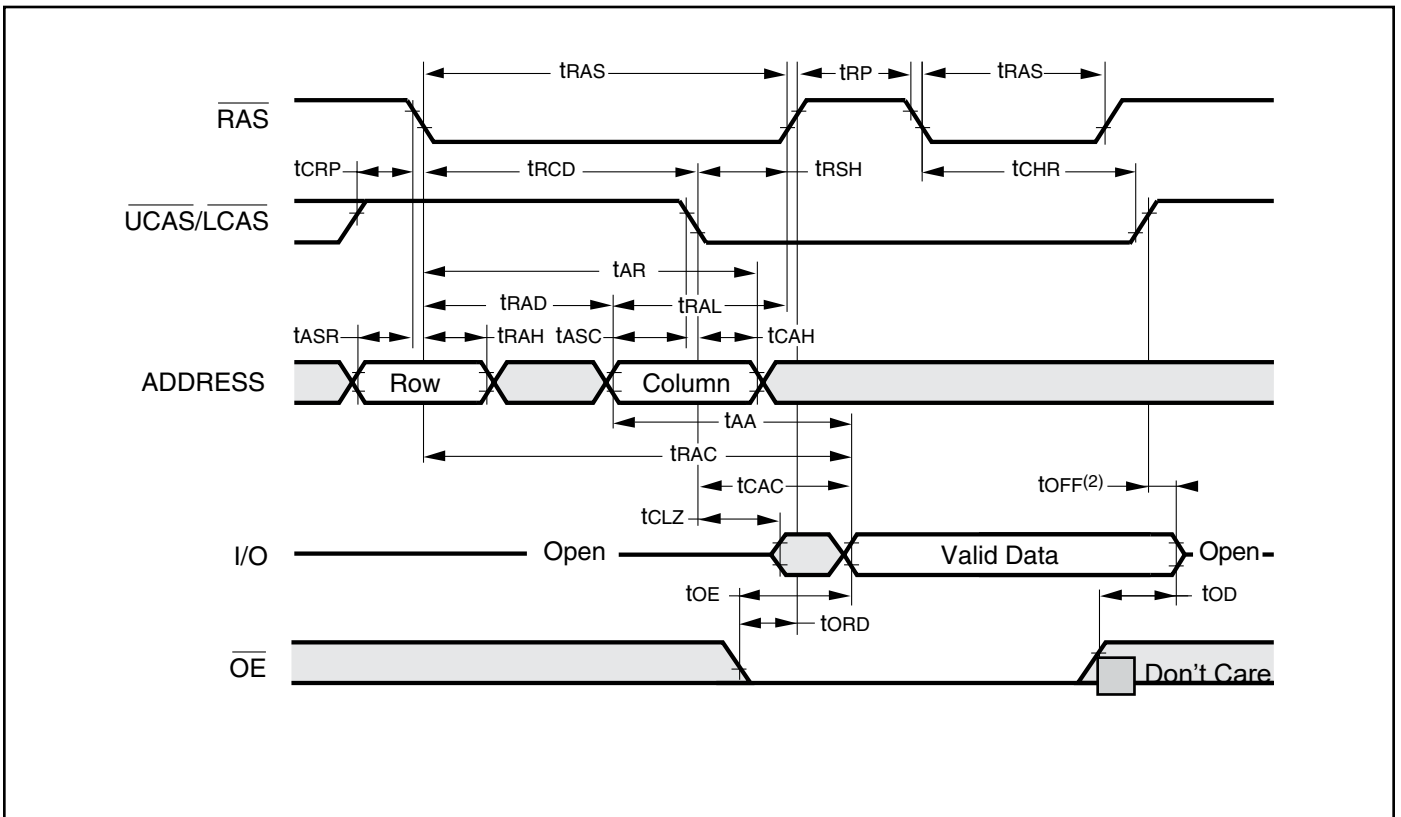 tRAS tRP tRAS
RAS
tCRP tRCD tRSH tCHR
UCAS/LCAS
tAR
tRAD tRAL
tASR tRAH tASC tCAH
ADDRESS Row Column
tAA
tRAC
tCAC tOFF(2)
tCLZ
I/O Open Valid Data Open
tOE tOD
tORD
OE Don't Care